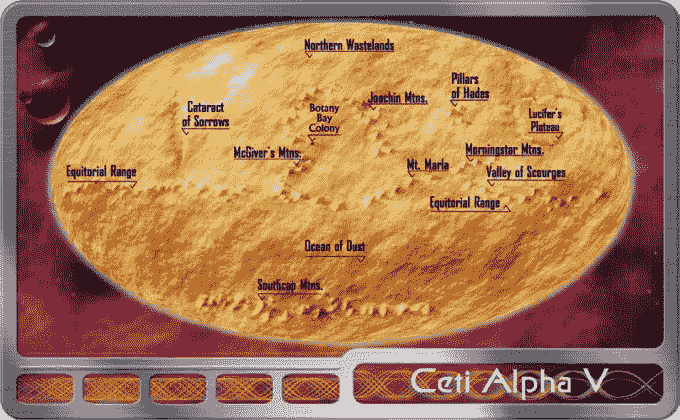 Northern Wastelands
Pillars
of Hades
Joachin Mtns.
Cataract
of Sorrows
Botany
Bay
Colony
Lucifer's
Plateau
McGiver's Mtns.
Morningstar Mtns.
Mt. Marla
Equitorial Range
Valley of Scourges
Equitorial Range
Ocean of Dust
Southcap Mtns.
Ceti Alpha V